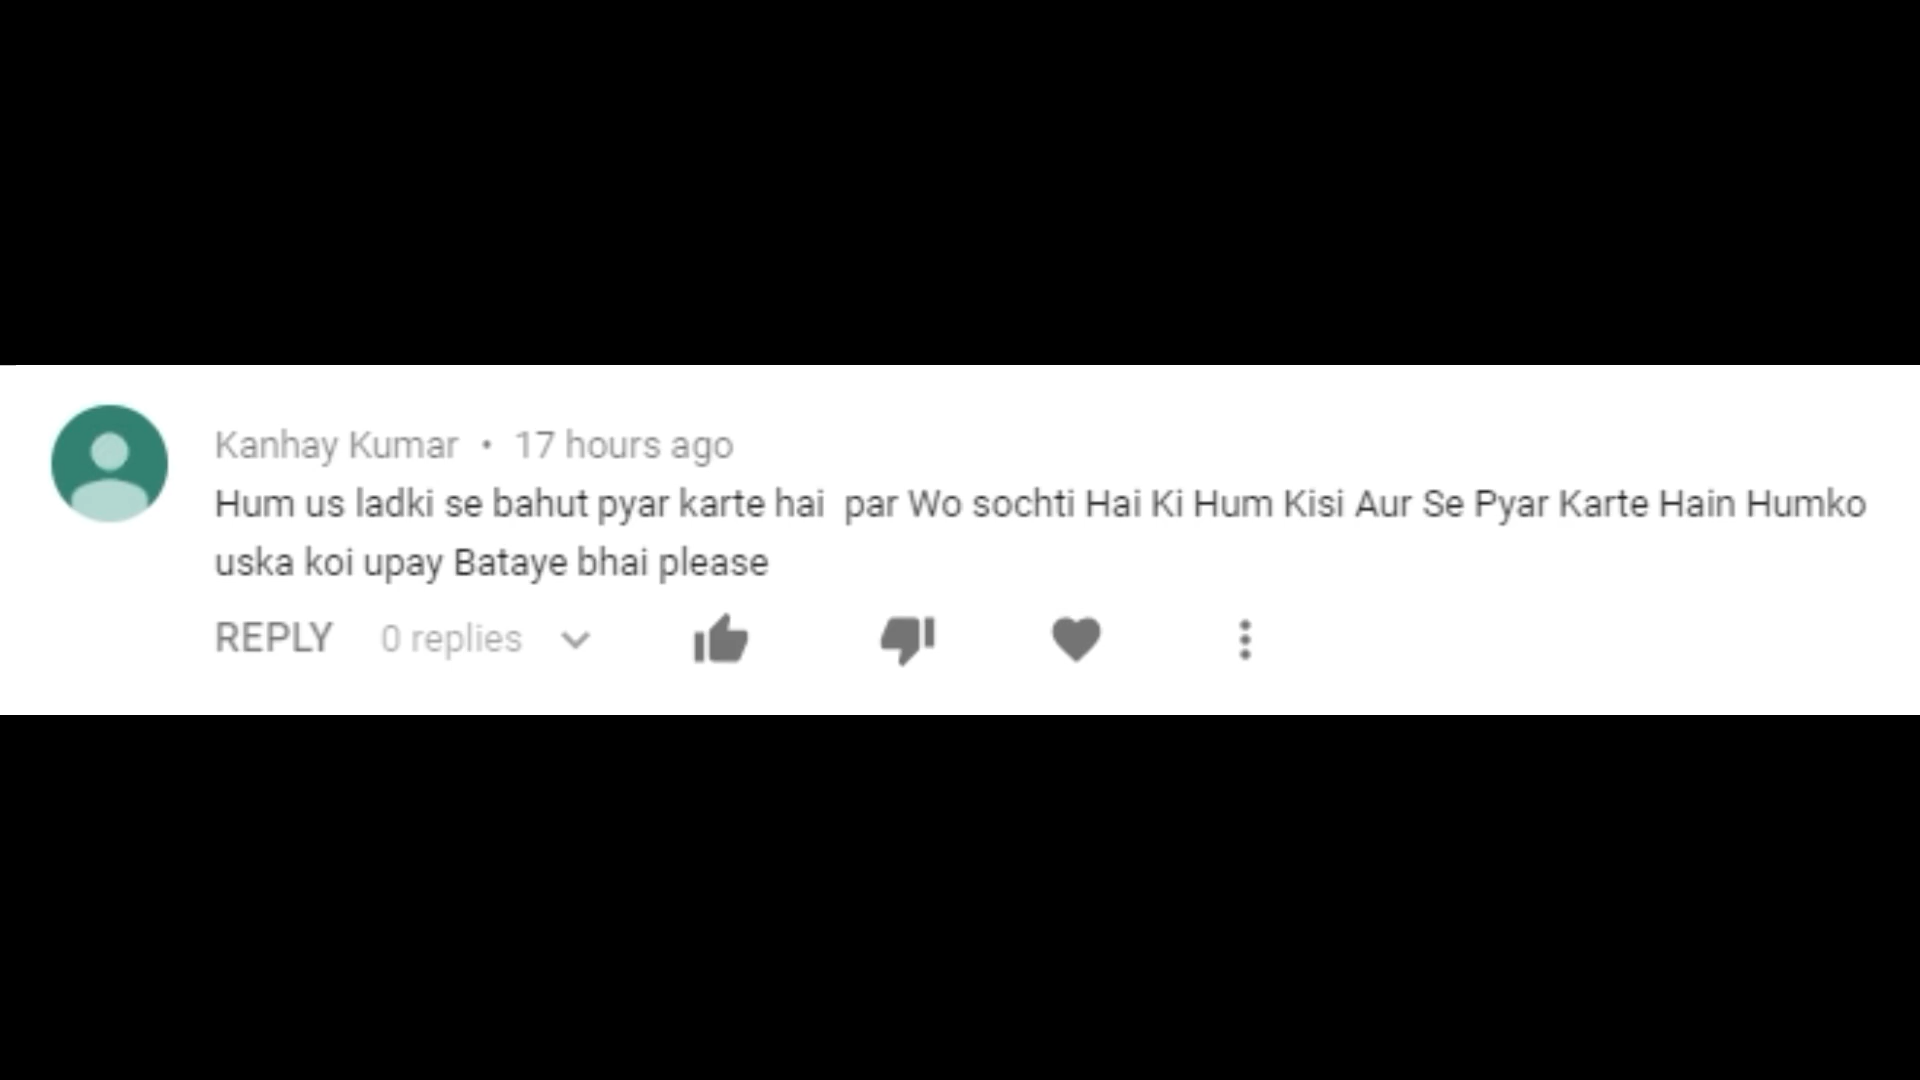 Kanhay Kumar • 17 hours ago
Hum us ladki se bahut pyar karte hai  par Wo sochti Hai Ki Hum Kisi Aur Se Pyar Karte Hain Humko
uska koi upay Bataye bhai please
REPLY 0 replies